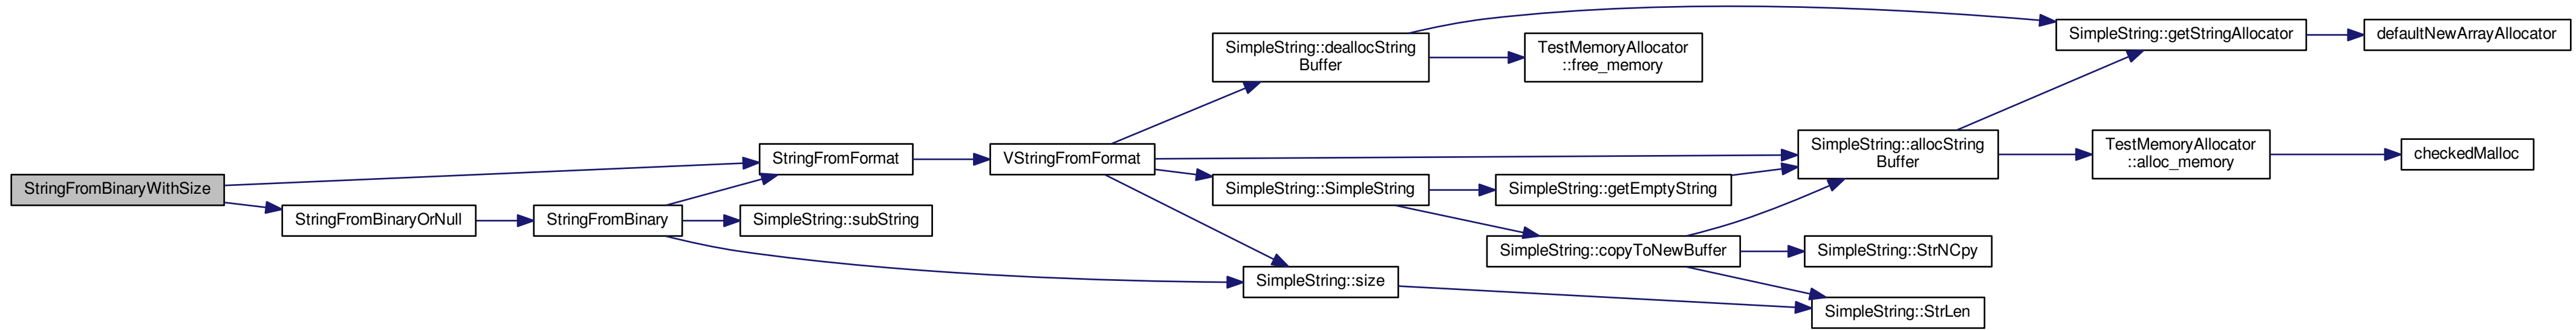 StringFromBinaryWithSize
StringFromFormat
StringFromBinaryOrNull
StringFromBinary
SimpleString::subString
VStringFromFormat
SimpleString::deallocString
Buffer
TestMemoryAllocator
::free_memory
SimpleString::SimpleString
SimpleString::getEmptyString
SimpleString::copyToNewBuffer
SimpleString::size
SimpleString::allocString
Buffer
SimpleString::StrNCpy
SimpleString::StrLen
SimpleString::getStringAllocator
defaultNewArrayAllocator
TestMemoryAllocator
::alloc_memory
checkedMalloc